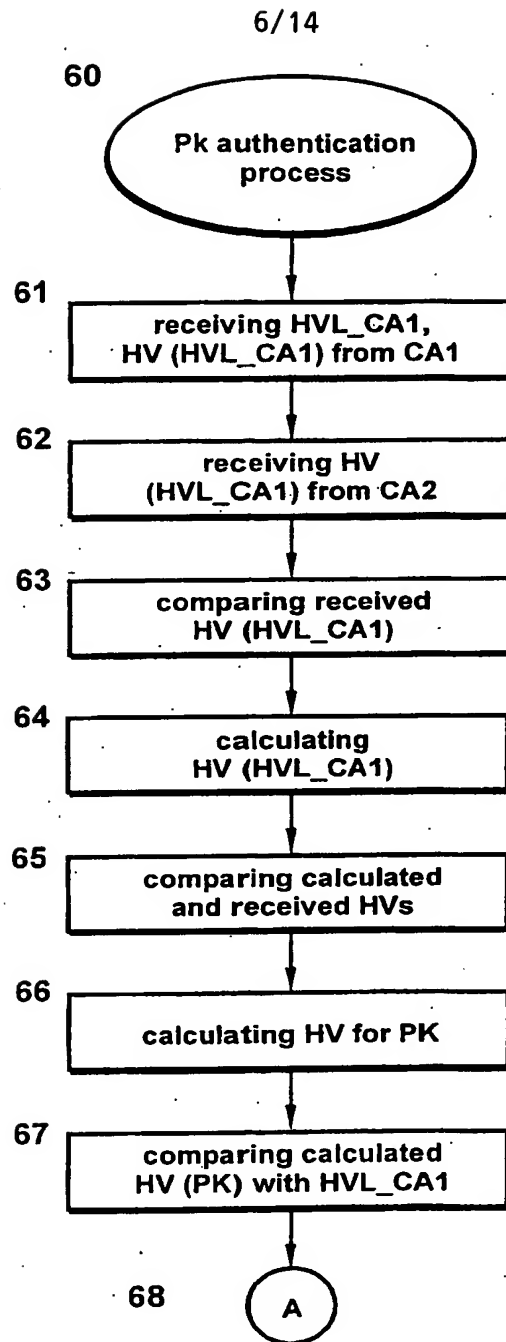 6/14
60
Pk authentication
process
61
receiving HVL_CA1,
HV (HVL_CA1) from CA1
62
receiving HV
(HVL_CA1) from CA2
63
comparing received
HV (HVL_CA1)
64
calculating
HV (HVL_CA1)
65
comparing calculated
and received HVs
66
calculating HV for PK
67
comparing calculated
HV (PK) with HVL_CA1
68
A